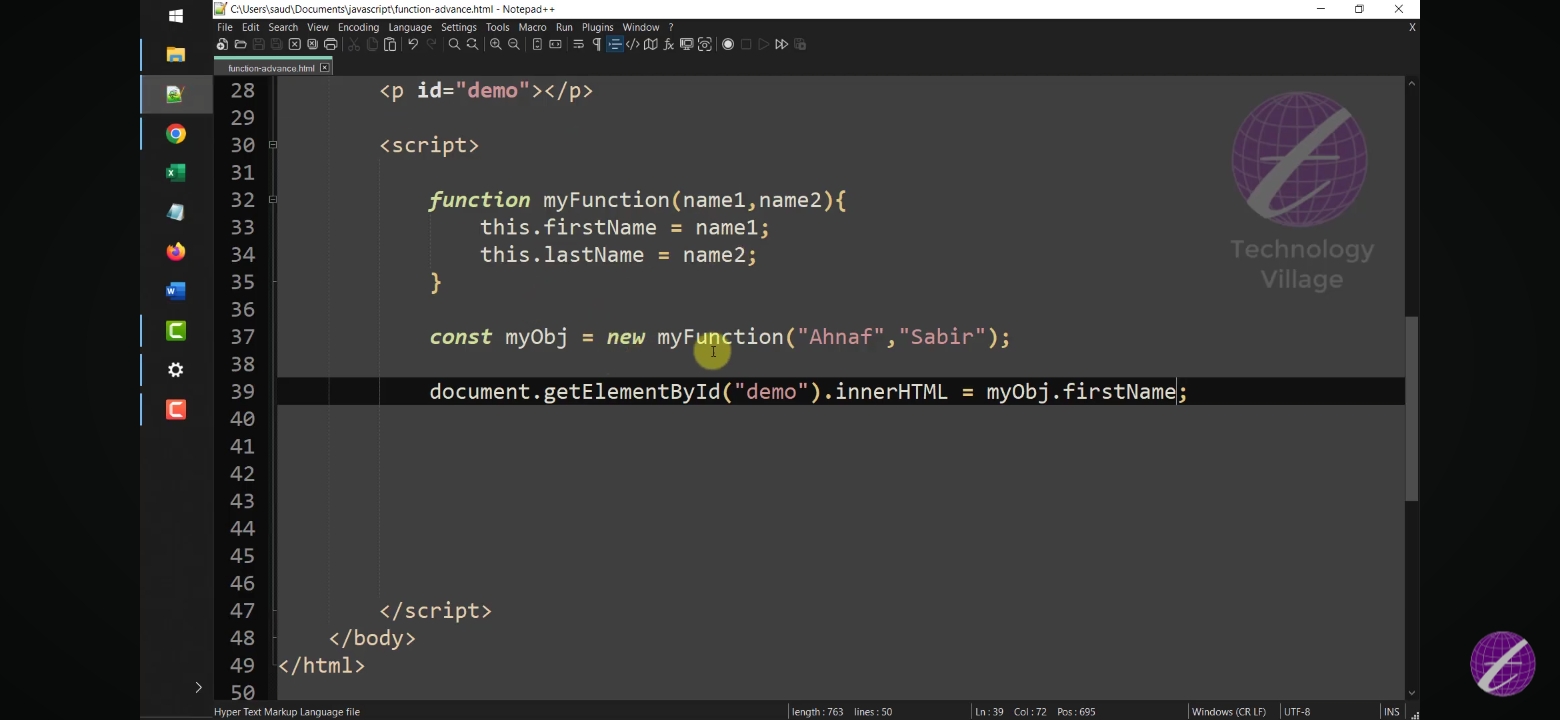 C:\Users\saud\Documents\javascript\function-advance.html - Notepad++
File Edit Search View Encoding Language Settings Tools Macro Run Plugins Window ? X
function-advance.html
28 <p id="demo"></p>
29
30 <script>
31
32 function myFunction(name1,name2){
33 this.firstName = name1;
34 this.lastName = name2;
35 }
36
37 const myObj = new myFunction("Ahnaf","Sabir");
38
39 document.getElementById("demo").innerHTML = myObj.firstName;
40
41
42
43
44
45
46
47 </script>
48 </body>
49 </html>
50
Technology
Village
Hyper Text Markup Language file length : 763 lines : 50 Ln : 39 Col : 72 Pos : 695 Windows (CR LF) UTF-8 INS